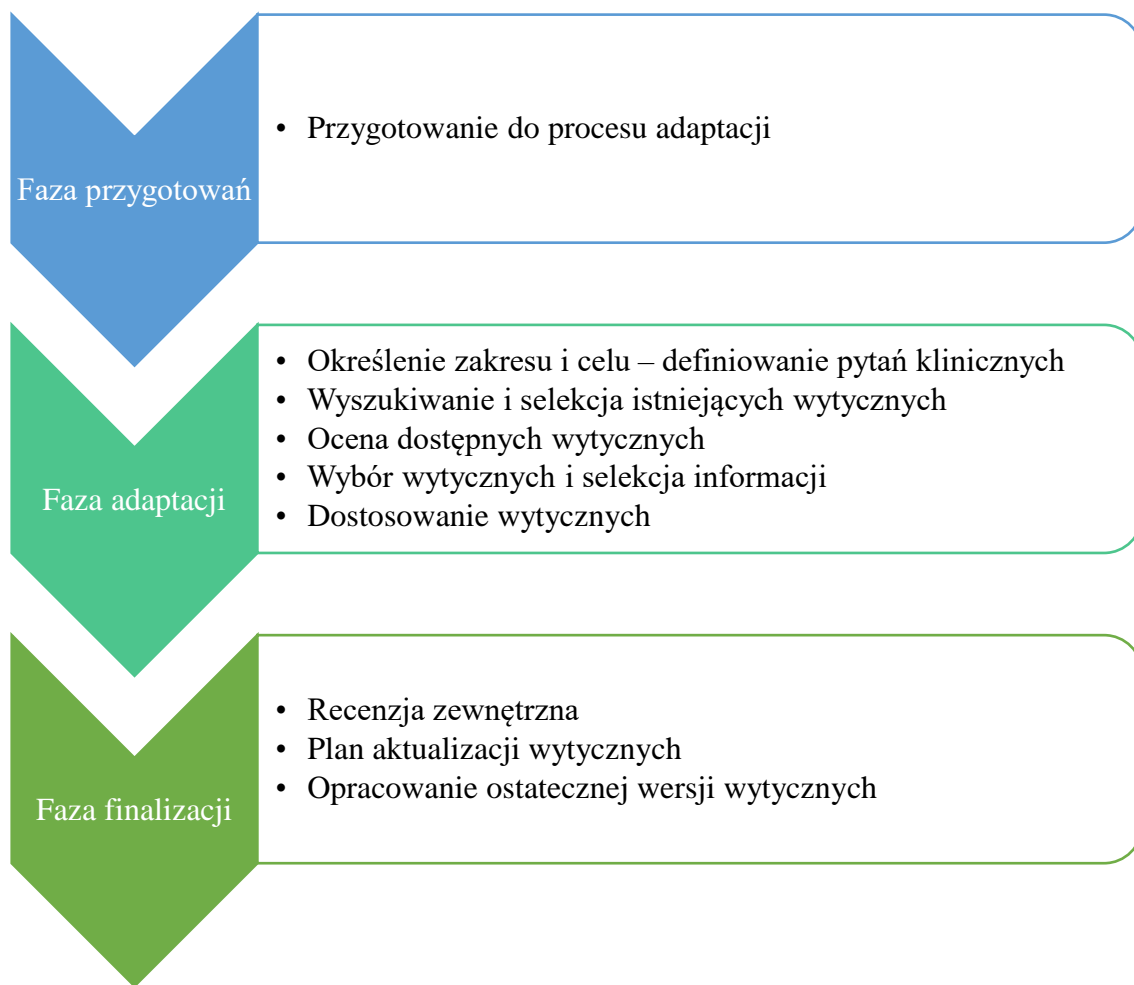 Faza przygotowań
• Przygotowanie do procesu adaptacji
Faza adaptacji
• Określenie zakresu i celu – definiowanie pytań klinicznych
• Wyszukiwanie i selekcja istniejących wytycznych
• Ocena dostępnych wytycznych
• Wybór wytycznych i selekcja informacji
• Dostosowanie wytycznych
Faza finalizacji
• Recenzja zewnętrzna
• Plan aktualizacji wytycznych
• Opracowanie ostatecznej wersji wytycznych